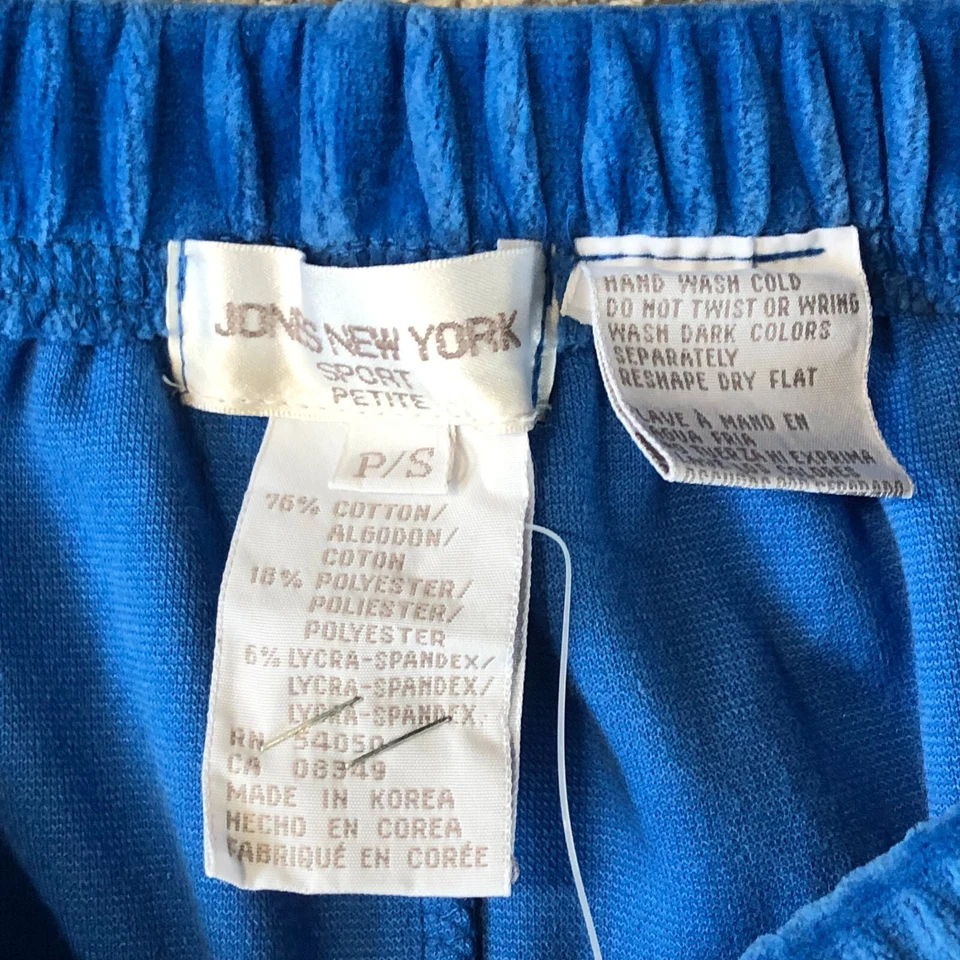 JONES NEW YORK
SPORT
PETITE
P/S
76% COTTON/
ALGODON/
COTON
18% POLYESTER/
POLIESTER/
POLYESTER
6% LYCRA-SPANDEX/
LYCRA-SPANDEX/
LYCRA-SPANDEX
RN 54050
CA 08349
MADE IN KOREA
HECHO EN COREA
FABRIQUÉ EN CORÉE
HAND WASH COLD
DO NOT TWIST OR WRING
WASH DARK COLORS
SEPARATELY
RESHAPE DRY FLAT
LAVE À MANO EN
AGUA FRIA
NI EXPRIMA